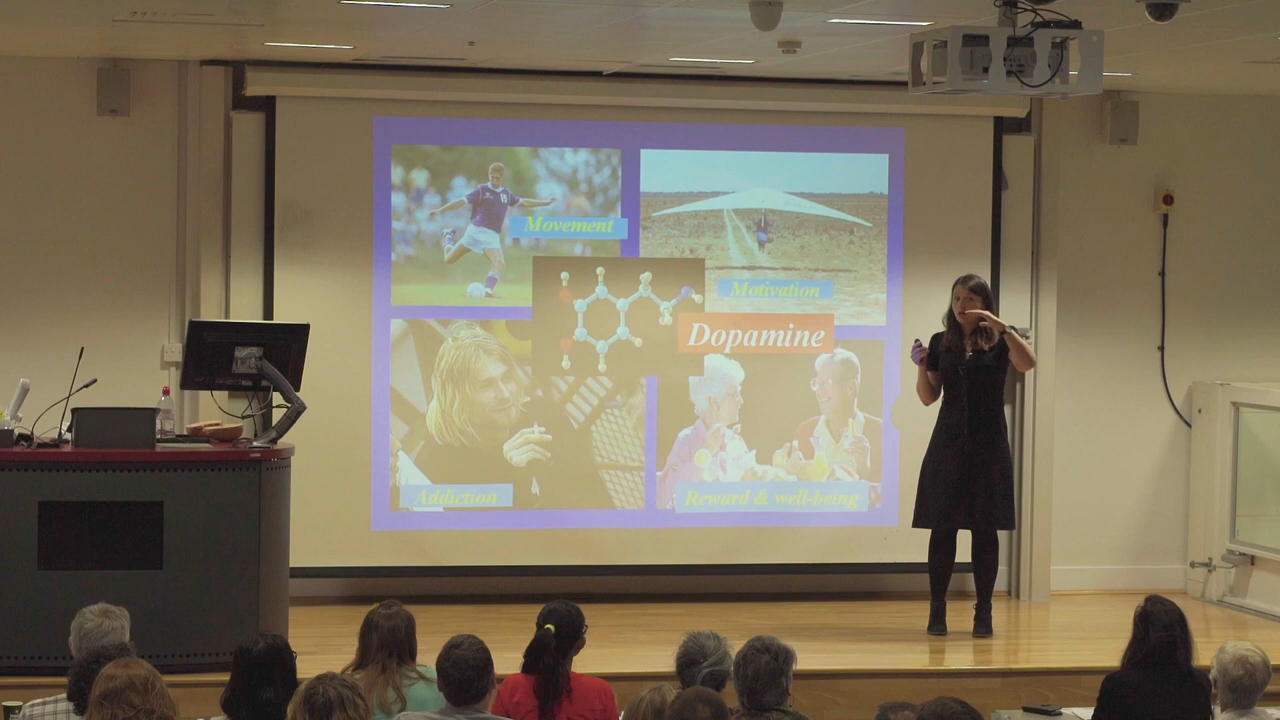 Movement
Motivation
Dopamine
Addiction
Reward & well-being